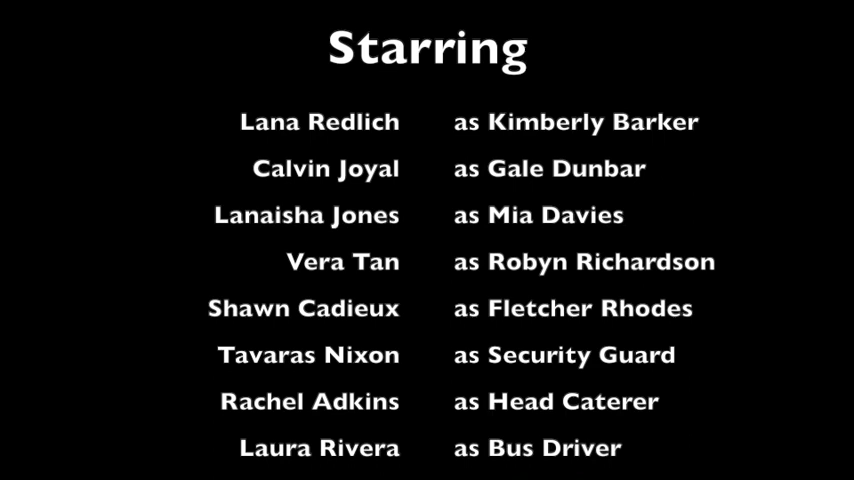 Starring
Lana Redlich as Kimberly Barker
Calvin Joyal as Gale Dunbar
Lanaisha Jones as Mia Davies
Vera Tan as Robyn Richardson
Shawn Cadieux as Fletcher Rhodes
Tavaras Nixon as Security Guard
Rachel Adkins as Head Caterer
Laura Rivera as Bus Driver